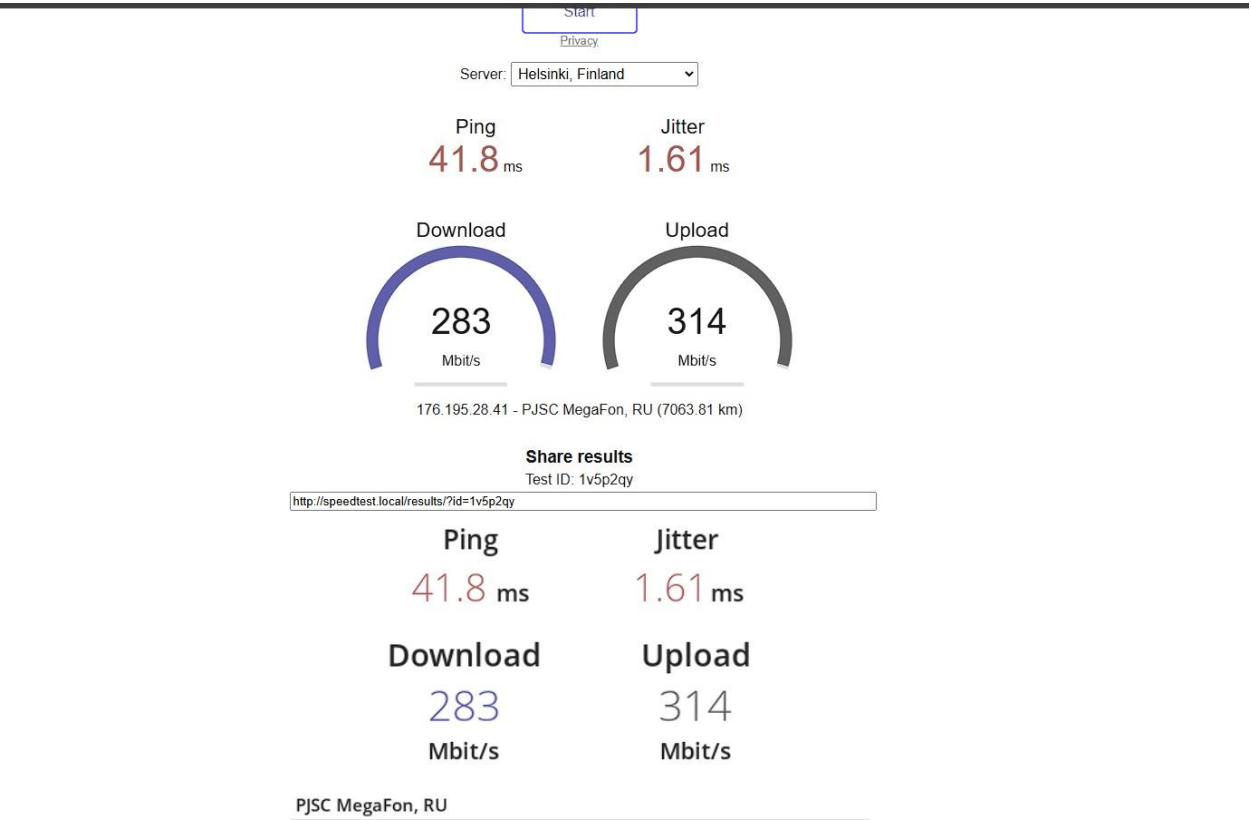 Start
Privacy
Server: Helsinki, Finland
Ping Jitter
41.8 ms 1.61 ms
Download Upload
283 314
Mbit/s Mbit/s
176.195.28.41 - PJSC MegaFon, RU (7063.81 km)
Share results
Test ID: 1v5p2qy
http://speedtest.local/results/?id=1v5p2qy
Ping Jitter
41.8 ms 1.61 ms
Download Upload
283 314
Mbit/s Mbit/s
PJSC MegaFon, RU